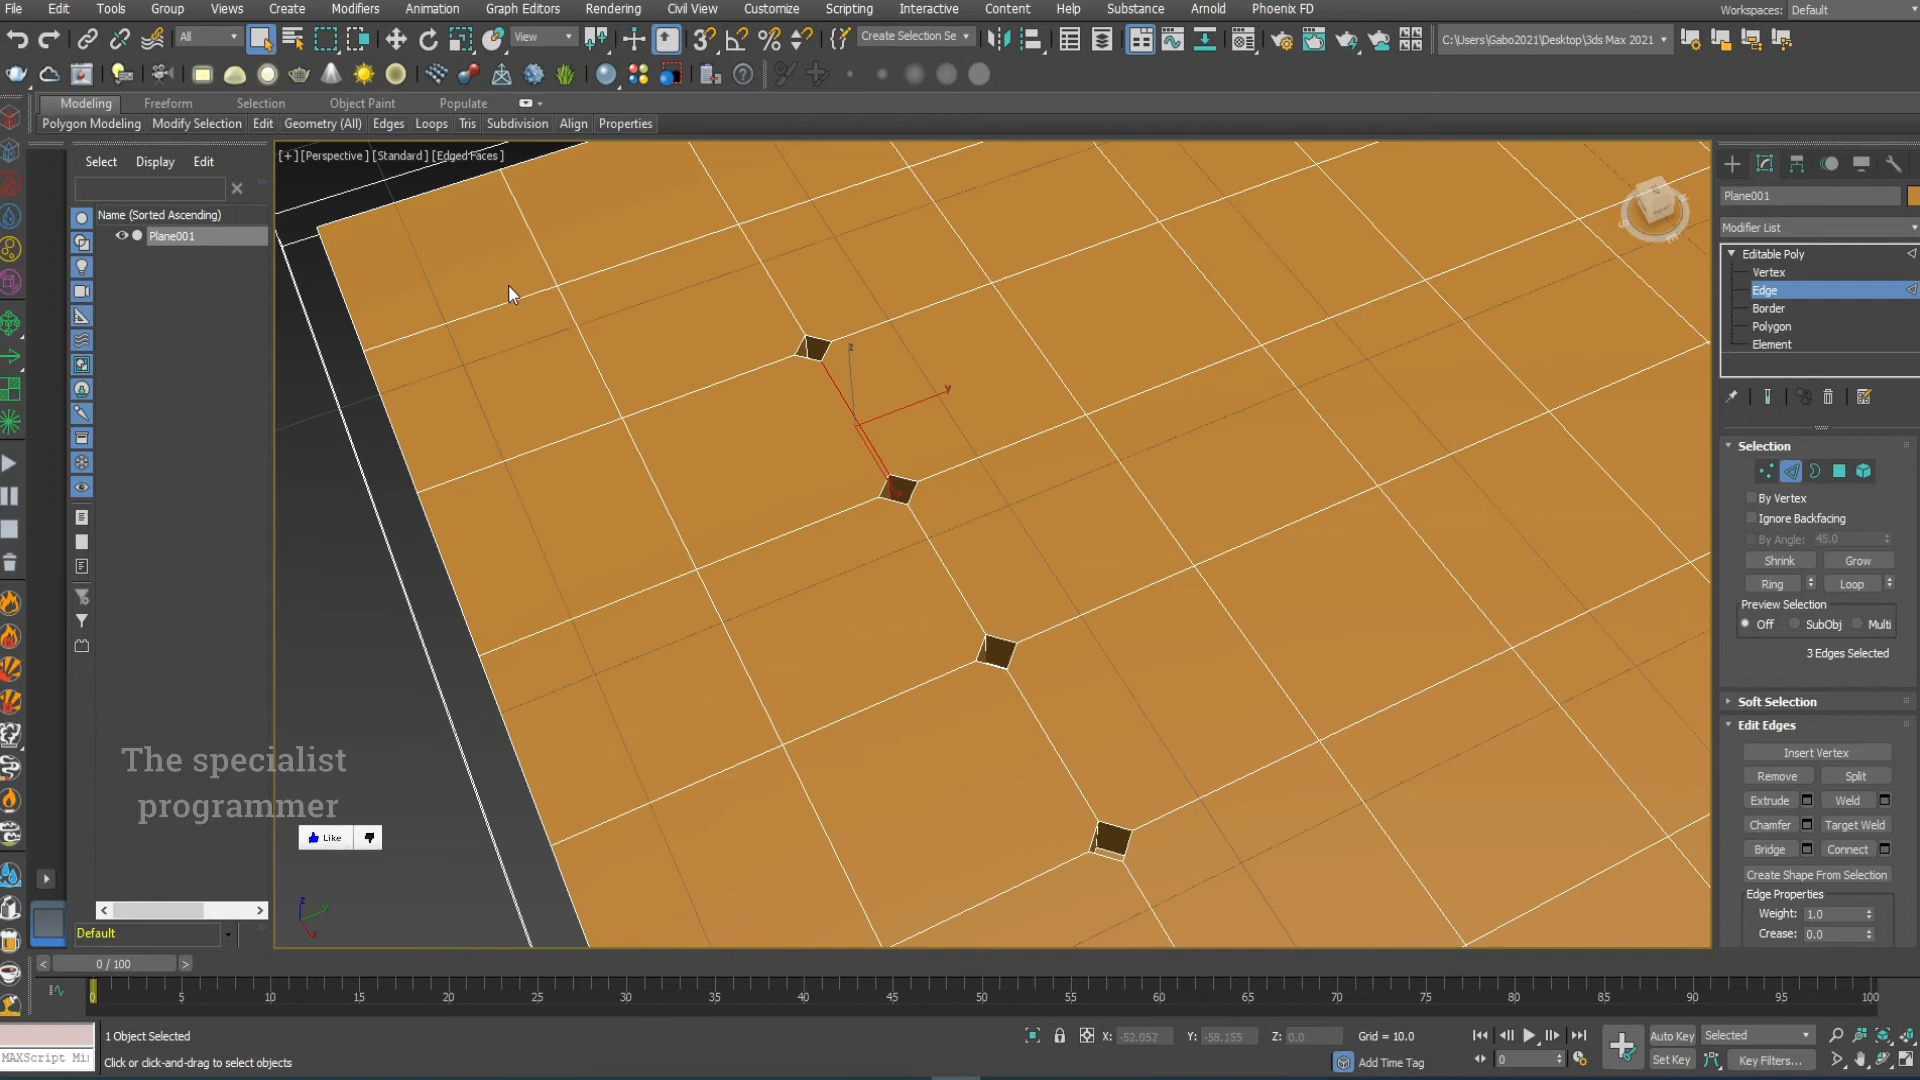 File Edit Tools Group Views Create Modifiers Animation Graph Editors Rendering Civil View Customize Scripting Interactive Content Help Substance Arnold Phoenix FD Workspaces: Default
All View Create Selection Se C:\Users\Gabo2021\Desktop\3ds Max 2021
Modeling Freeform Selection Object Paint Populate
Polygon Modeling Modify Selection Edit Geometry (All) Edges Loops Tris Subdivision Align Properties
Select Display Edit
[+] [Perspective] [Standard] [Edged Faces]
Name (Sorted Ascending)
Plane001
z
y
The specialist
programmer
Like
z
y
x
Default
Plane001
Modifier List
Editable Poly
Vertex
Edge
Border
Polygon
Element
Selection
By Vertex
Ignore Backfacing
By Angle: 45.0
Shrink Grow
Ring Loop
Preview Selection
Off SubObj Multi
3 Edges Selected
Soft Selection
Edit Edges
Insert Vertex
Remove Split
Extrude Weld
Chamfer Target Weld
Bridge Connect
Create Shape From Selection
Edge Properties
Weight: 1.0
Crease: 0.0
< 0 / 100 >
0 5 10 15 20 25 30 35 40 45 50 55 60 65 70 75 80 85 90 95 100
1 Object Selected X: -52.057 Y: -58.155 Z: 0.0 Grid = 10.0 Auto Key Selected
MAXScript Mi Click or click-and-drag to select objects Add Time Tag 0 Set Key Key Filters...